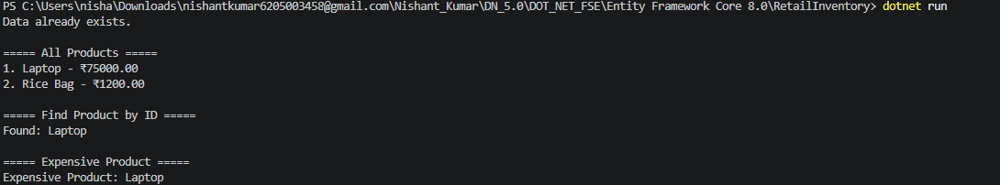 PS C:\Users\nisha\Downloads\nishantkumar6205003458@gmail.com\Nishant_Kumar\DN_5.0\DOT_NET_FSE\Entity Framework Core 8.0\RetailInventory> dotnet run
Data already exists.
===== All Products =====
1. Laptop - ₹75000.00
2. Rice Bag - ₹1200.00
===== Find Product by ID =====
Found: Laptop
===== Expensive Product =====
Expensive Product: Laptop